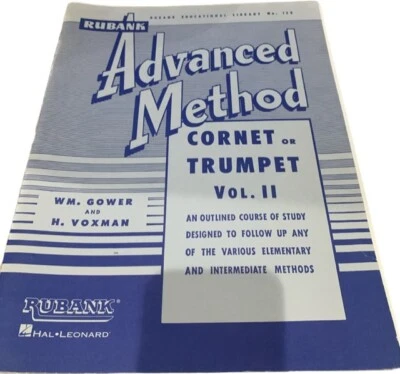 RUBANK EDUCATIONAL LIBRARY No.
RUBANK
Advanced
Method
CORNET OR
TRUMPET
VOL. II
WM. GOWER
AND
H. VOXMAN
AN OUTLINED COURSE OF STUDY
DESIGNED TO FOLLOW UP ANY
OF THE VARIOUS ELEMENTARY
AND INTERMEDIATE METHODS
RUBANK®
HAL•LEONARD®